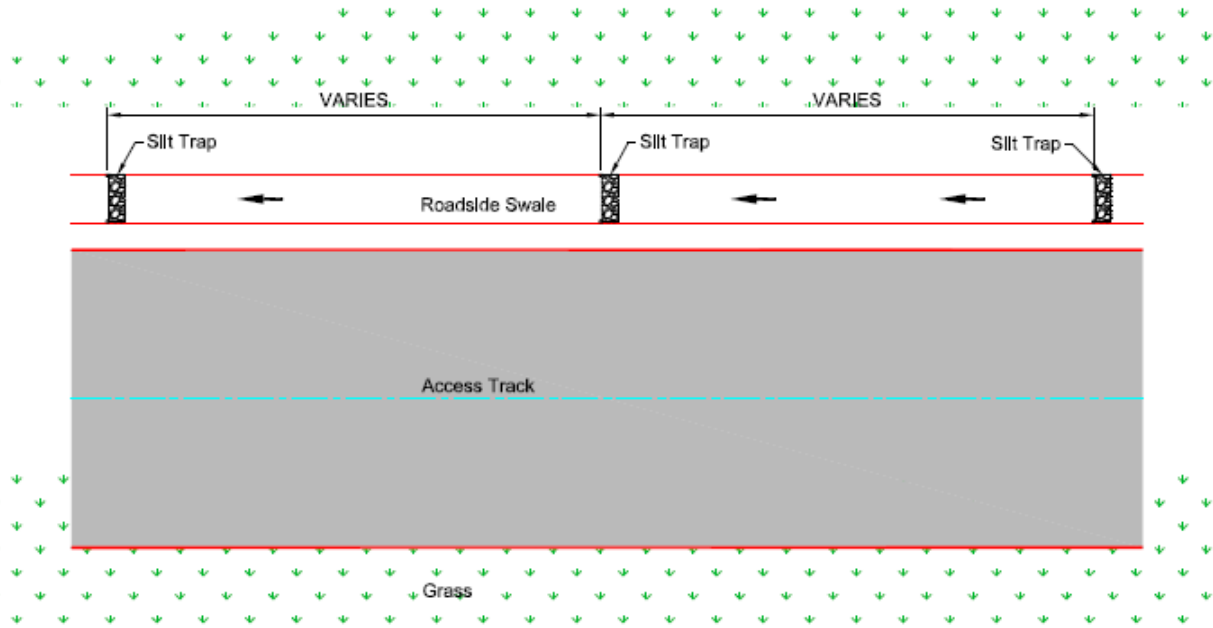 VARIES
VARIES
Silt Trap
Silt Trap
Silt Trap
Roadside Swale
Access Track
Grass